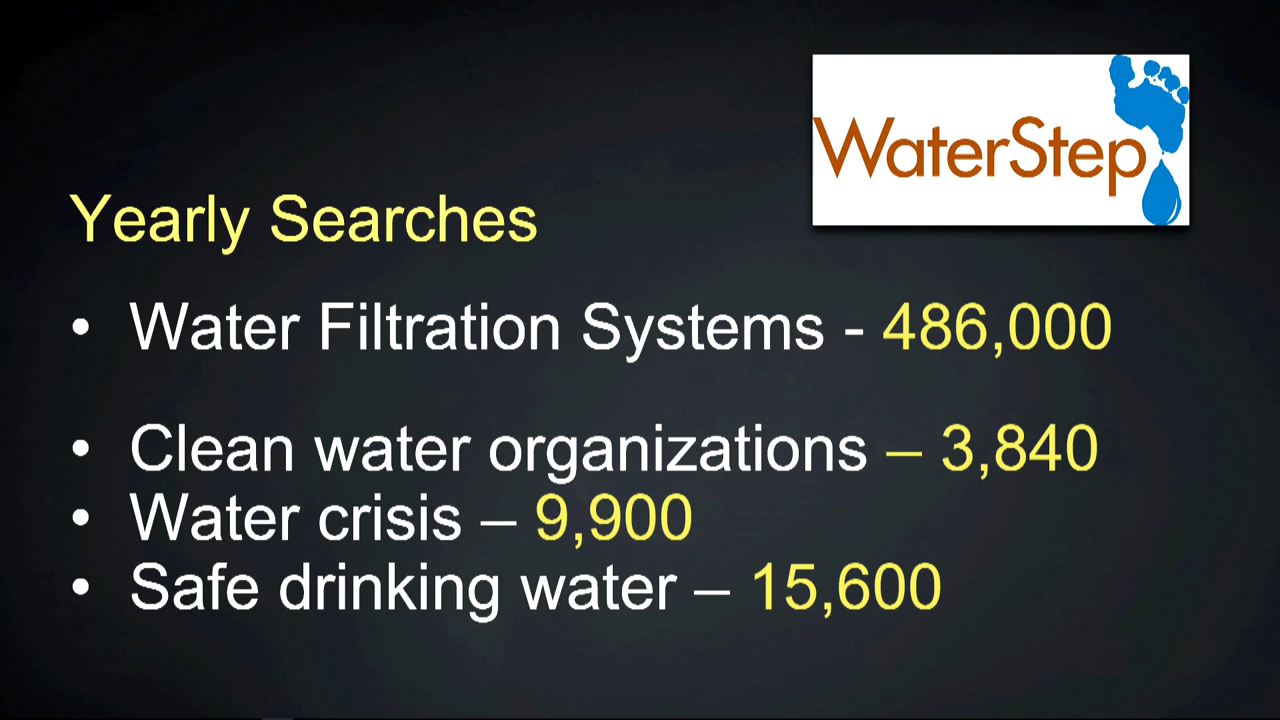 WaterStep
Yearly Searches
• Water Filtration Systems - 486,000
• Clean water organizations – 3,840
• Water crisis – 9,900
• Safe drinking water – 15,600